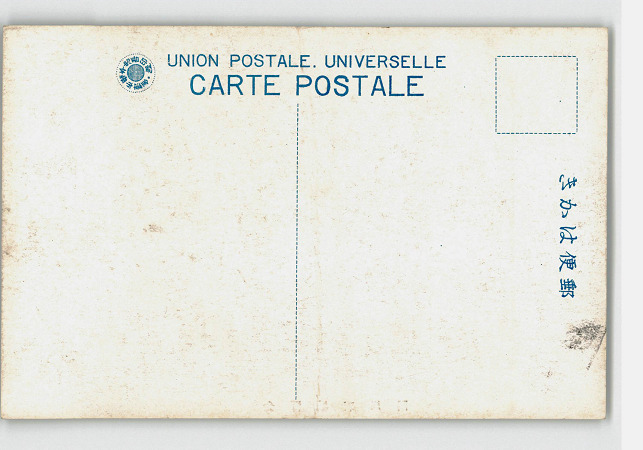 UNION POSTALE. UNIVERSELLE
CARTE POSTALE
きかは便郵